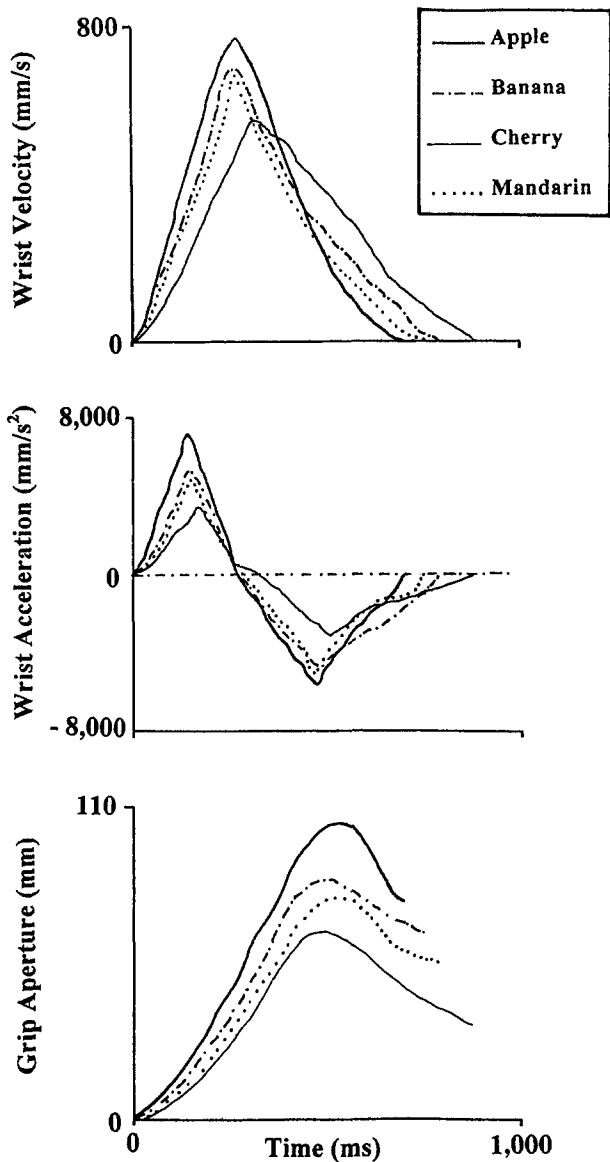 800
Wrist Velocity (mm/s)
0
Apple
Banana
Cherry
Mandarin
8,000
Wrist Acceleration (mm/s²)
0
- 8,000
110
Grip Aperture (mm)
0
0
Time (ms)
1,000